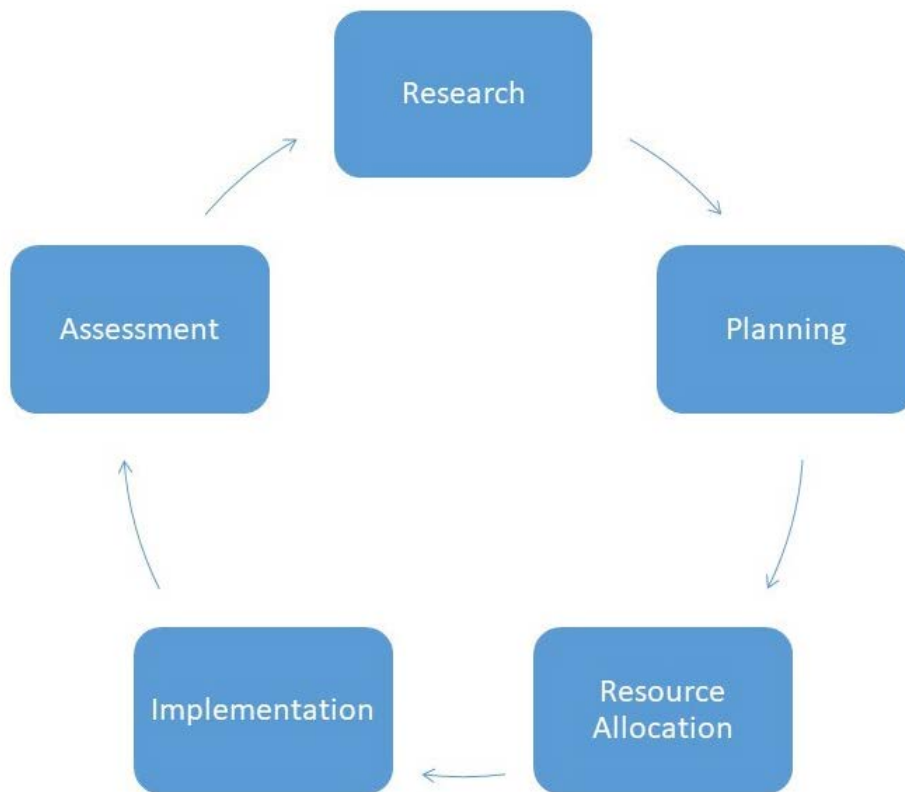 Research
Planning
Resource
Allocation
Implementation
Assessment